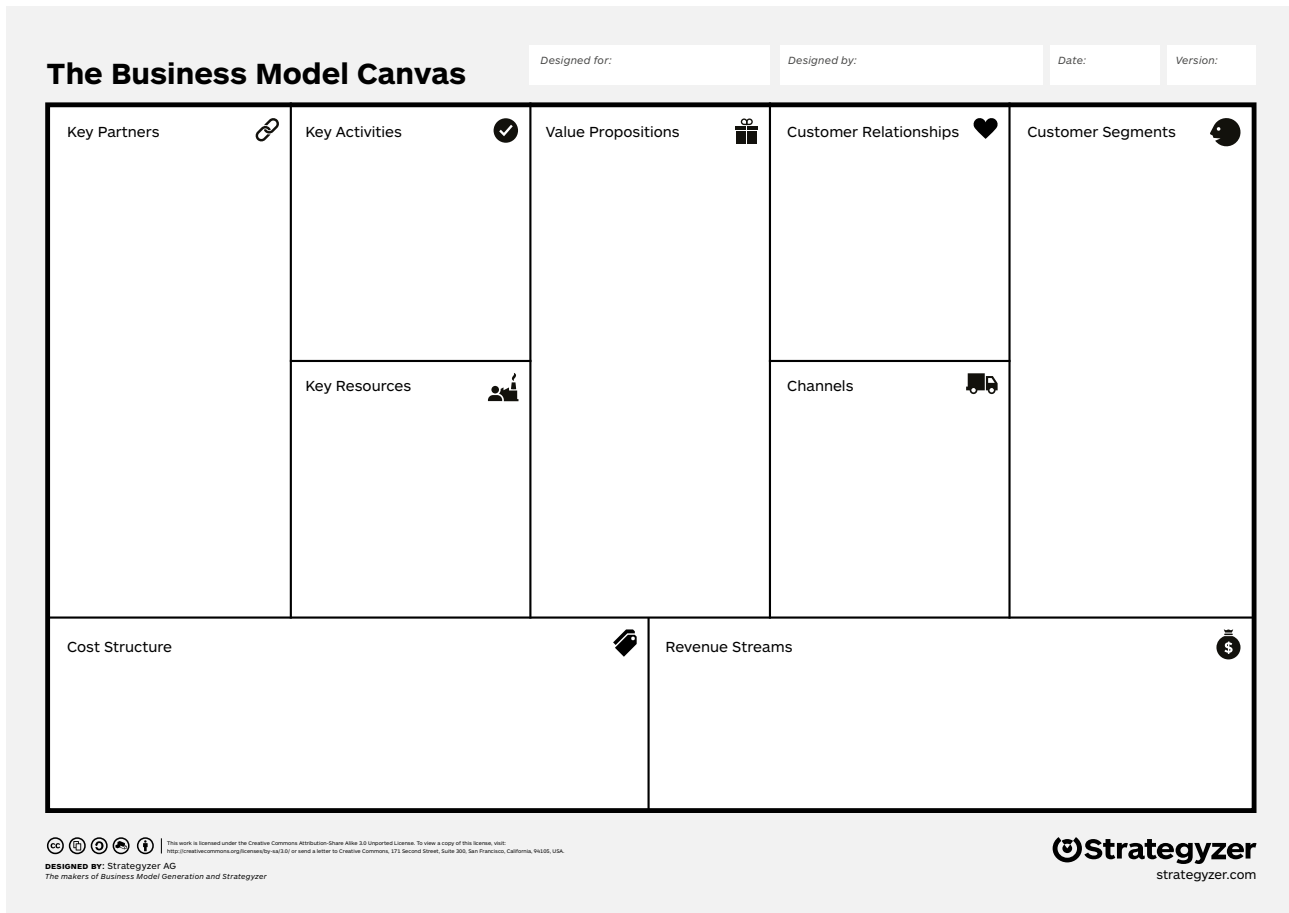 The Business Model Canvas
Designed for:
Designed by:
Date:
Version:
Key Partners
Key Activities
Value Propositions
Customer Relationships
Customer Segments
Key Resources
Channels
Cost Structure
Revenue Streams
$
cc
This work is licensed under the Creative Commons Attribution-Share Alike 3.0 Unported License. To view a copy of this license, visit:
http://creativecommons.org/licenses/by-sa/3.0/ or send a letter to Creative Commons, 171 Second Street, Suite 300, San Francisco, California, 94105, USA.
DESIGNED BY: Strategyzer AG
The makers of Business Model Generation and Strategyzer
Strategyzer
strategyzer.com